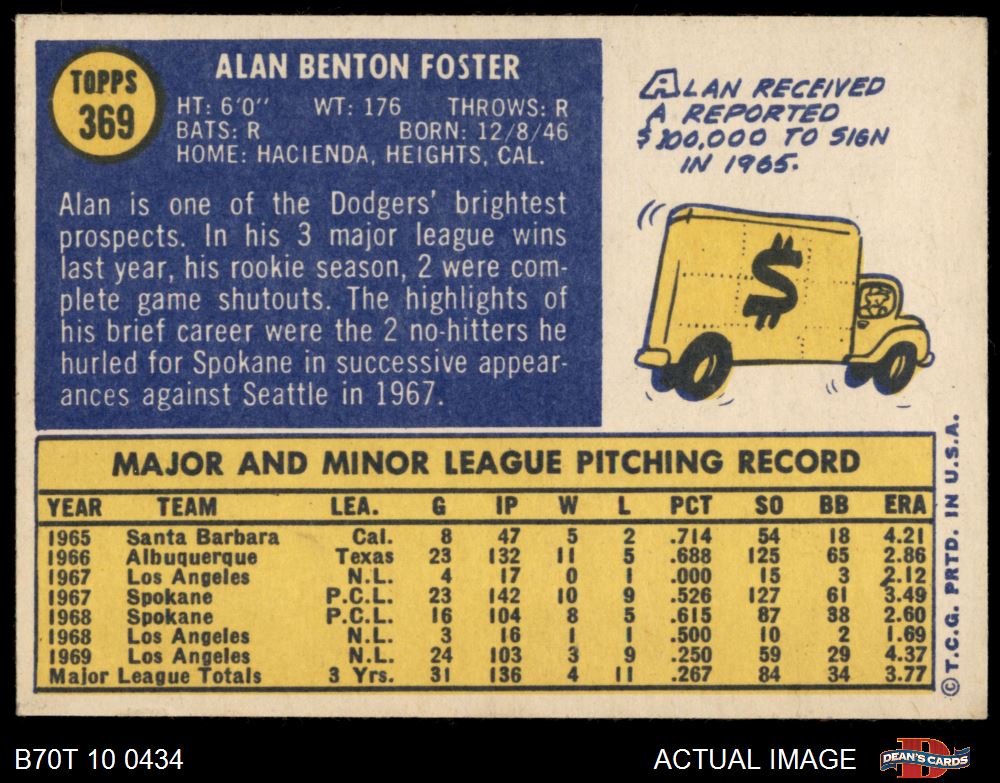 TOPPS
369
ALAN BENTON FOSTER
HT: 6'0" WT: 176 THROWS: R
BATS: R BORN: 12/8/46
HOME: HACIENDA, HEIGHTS, CAL.
Alan is one of the Dodgers' brightest
prospects. In his 3 major league wins
last year, his rookie season, 2 were com-
plete game shutouts. The highlights of
his brief career were the 2 no-hitters he
hurled for Spokane in successive appear-
ances against Seattle in 1967.
ALAN RECEIVED
A REPORTED
$100,000 TO SIGN
IN 1965.
$
MAJOR AND MINOR LEAGUE PITCHING RECORD
YEAR TEAM LEA. G IP W L PCT SO BB ERA
1965 Santa Barbara Cal. 8 47 5 2 .714 54 18 4.21
1966 Albuquerque Texas 23 132 11 5 .688 125 65 2.86
1967 Los Angeles N.L. 4 17 0 1 .000 15 3 2.12
1967 Spokane P.C.L. 23 142 10 9 .526 127 61 3.49
1968 Spokane P.C.L. 16 104 8 5 .615 87 38 2.60
1968 Los Angeles N.L. 3 16 1 1 .500 10 2 1.69
1969 Los Angeles N.L. 24 103 3 9 .250 59 29 4.37
Major League Totals 3 Yrs. 31 136 4 11 .267 84 34 3.77
© T.C.G. PRTD. IN U.S.A.
B70T 10 0434
ACTUAL IMAGE
D
DEAN'S CARDS